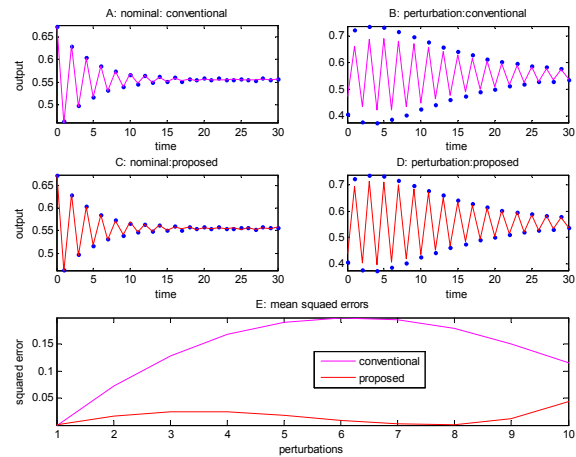 A: nominal: conventional
B: perturbation:conventional
0.65
0.6
0.55
0.5
output
0 5 10 15 20 25 30
time
0.7
0.6
0.5
0.4
0 5 10 15 20 25 30
time
C: nominal:proposed
D: perturbation:proposed
0.65
0.6
0.55
0.5
output
0 5 10 15 20 25 30
time
0.7
0.6
0.5
0.4
0 5 10 15 20 25 30
time
E: mean squaed errors
0.15
0.10
0.05
squared error
conventional
proposed
1 2 3 4 5 6 7 8 9 10
perturbations